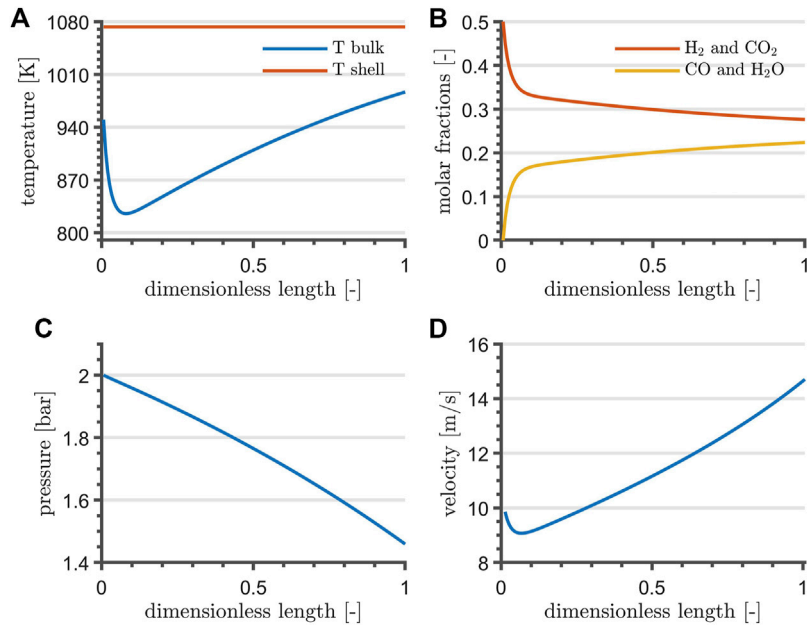 A
1080
1010
940
870
800
temperature [K]
T bulk
T shell
0
0.5
1
dimensionless length [-]
B
0.5
0.4
0.3
0.2
0.1
0
molar fractions [-]
H₂ and CO₂
CO and H₂O
0
0.5
1
dimensionless length [-]
C
2
1.8
1.6
1.4
pressure [bar]
0
0.5
1
dimensionless length [-]
D
16
14
12
10
8
velocity [m/s]
0
0.5
1
dimensionless length [-]